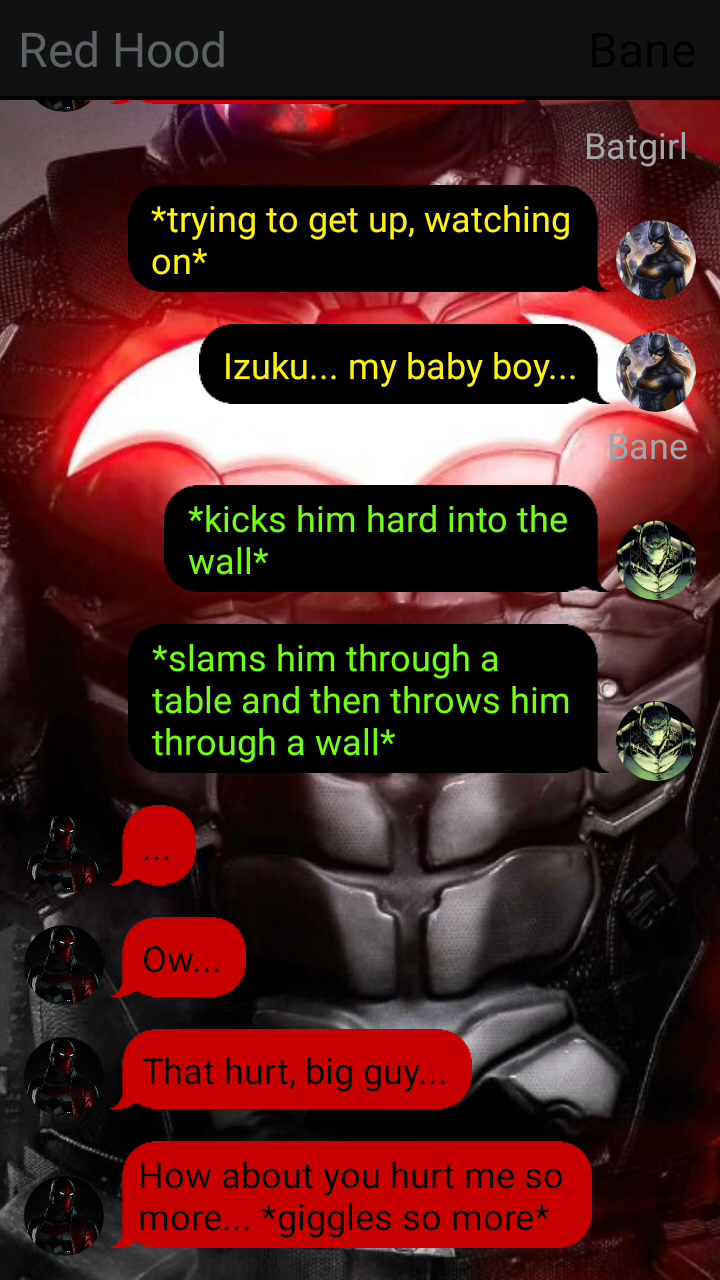 Red Hood
Bane
Batgirl
*trying to get up, watching
on*
Izuku... my baby boy...
Bane
*kicks him hard into the
wall*
*slams him through a
table and then throws him
through a wall*
...
Ow...
That hurt, big guy...
How about you hurt me so
more... *giggles so more*